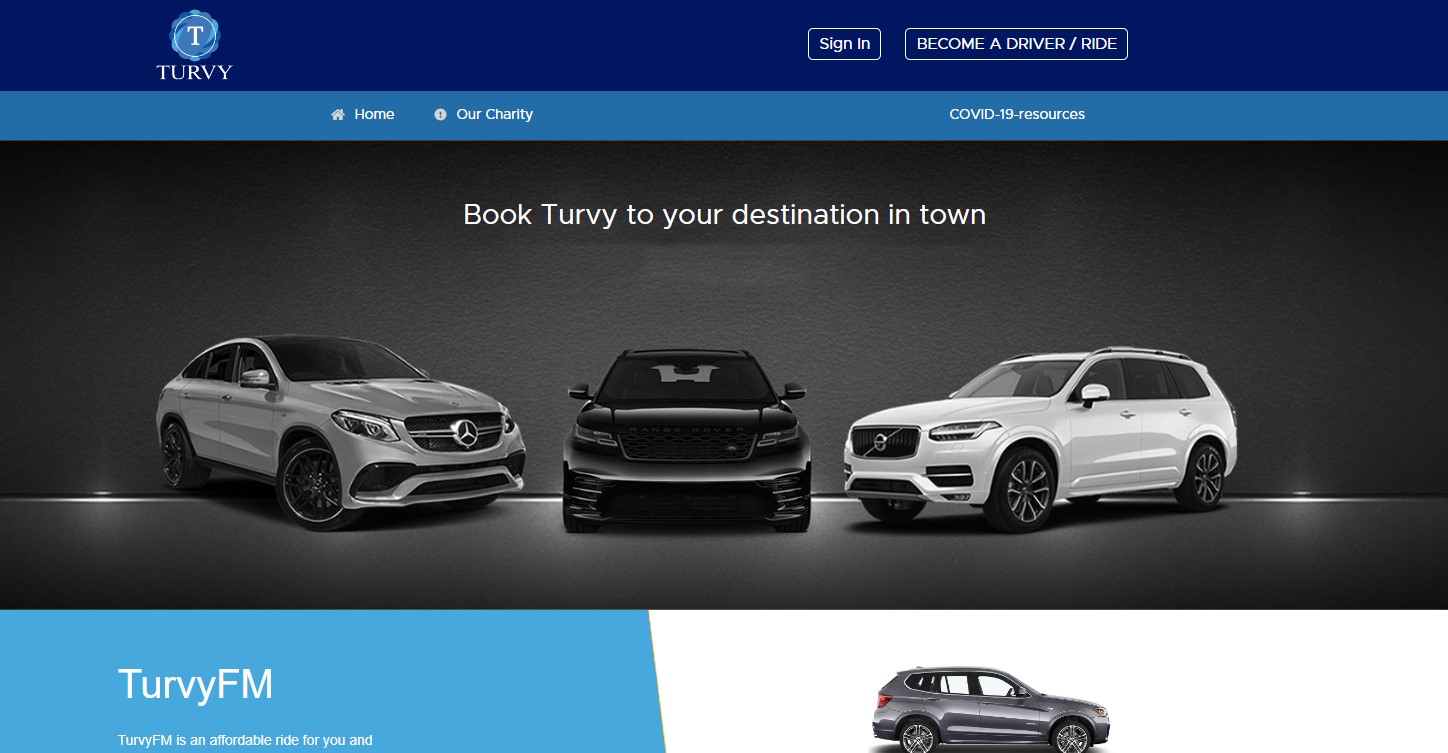 T
TURVY
Sign In
BECOME A DRIVER / RIDE
Home
Our Charity
COVID-19-resources
Book Turvy to your destination in town
RANGE ROVER
TurvyFM
TurvyFM is an affordable ride for you and